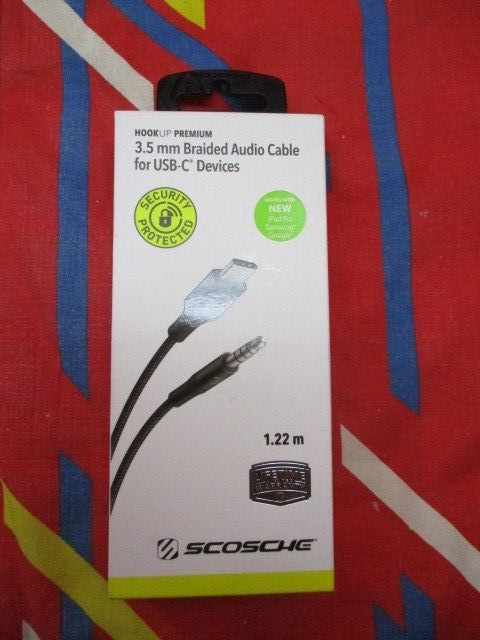 HOOKUP PREMIUM
3.5 mm Braided Audio Cable
for USB-C® Devices
SECURITY
PROTECTED
works with
NEW
iPad Pro
Samsung
Google
1.22 m
LIFETIME
SCOSCHE